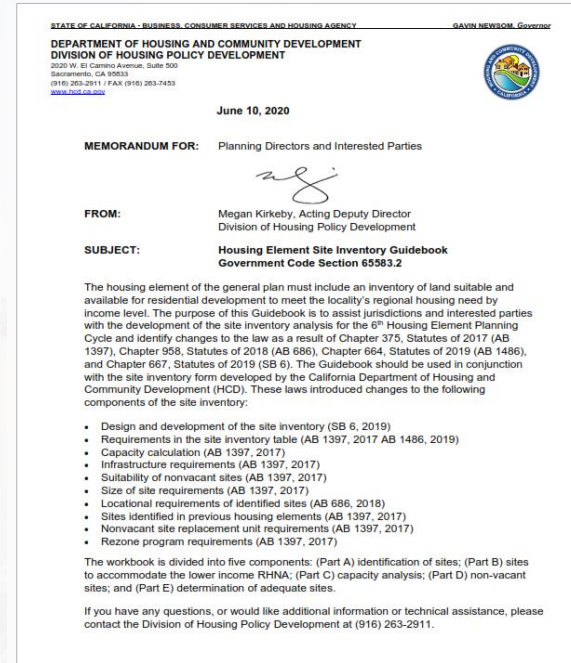 STATE OF CALIFORNIA - BUSINESS, CONSUMER SERVICES AND HOUSING AGENCY GAVIN NEWSOM, Governor
DEPARTMENT OF HOUSING AND COMMUNITY DEVELOPMENT
DIVISION OF HOUSING POLICY DEVELOPMENT
2020 W. El Camino Avenue, Suite 500
Sacramento, CA 95833
(916) 263-2911 / FAX (916) 263-7453
www.hcd.ca.gov
June 10, 2020
MEMORANDUM FOR: Planning Directors and Interested Parties
FROM: Megan Kirkeby, Acting Deputy Director
Division of Housing Policy Development
SUBJECT: Housing Element Site Inventory Guidebook
Government Code Section 65583.2
The housing element of the general plan must include an inventory of land suitable and
available for residential development to meet the locality's regional housing need by
income level. The purpose of this Guidebook is to assist jurisdictions and interested parties
with the development of the site inventory analysis for the 6th Housing Element Planning
Cycle and identify changes to the law as a result of Chapter 375, Statutes of 2017 (AB
1397), Chapter 958, Statutes of 2018 (AB 686), Chapter 664, Statutes of 2019 (AB 1486),
and Chapter 667, Statutes of 2019 (SB 6). The Guidebook should be used in conjunction
with the site inventory form developed by the California Department of Housing and
Community Development (HCD). These laws introduced changes to the following
components of the site inventory:
• Design and development of the site inventory (SB 6, 2019)
• Requirements in the site inventory table (AB 1397, 2017 AB 1486, 2019)
• Capacity calculation (AB 1397, 2017)
• Infrastructure requirements (AB 1397, 2017)
• Suitability of nonvacant sites (AB 1397, 2017)
• Size of site requirements (AB 1397, 2017)
• Locational requirements of identified sites (AB 686, 2018)
• Sites identified in previous housing elements (AB 1397, 2017)
• Nonvacant site replacement unit requirements (AB 1397, 2017)
• Rezone program requirements (AB 1397, 2017)
The workbook is divided into five components: (Part A) identification of sites; (Part B) sites
to accommodate the lower income RHNA; (Part C) capacity analysis; (Part D) non-vacant
sites; and (Part E) determination of adequate sites.
If you have any questions, or would like additional information or technical assistance, please
contact the Division of Housing Policy Development at (916) 263-2911.